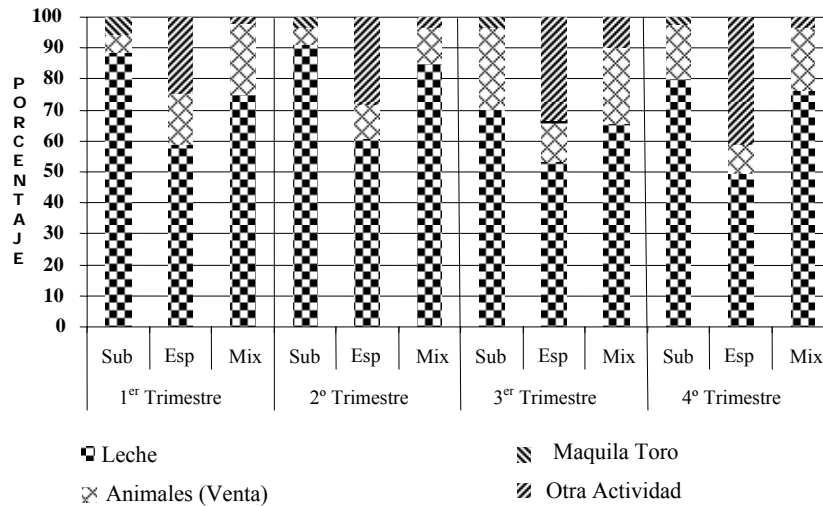 PORCENTAJE
100
90
80
70
60
50
40
30
20
10
0
Sub Esp Mix Sub Esp Mix Sub Esp Mix Sub Esp Mix
1er Trimestre 2º Trimestre 3er Trimestre 4º Trimestre
Leche Maquila Toro
Animales (Venta) Otra Actividad